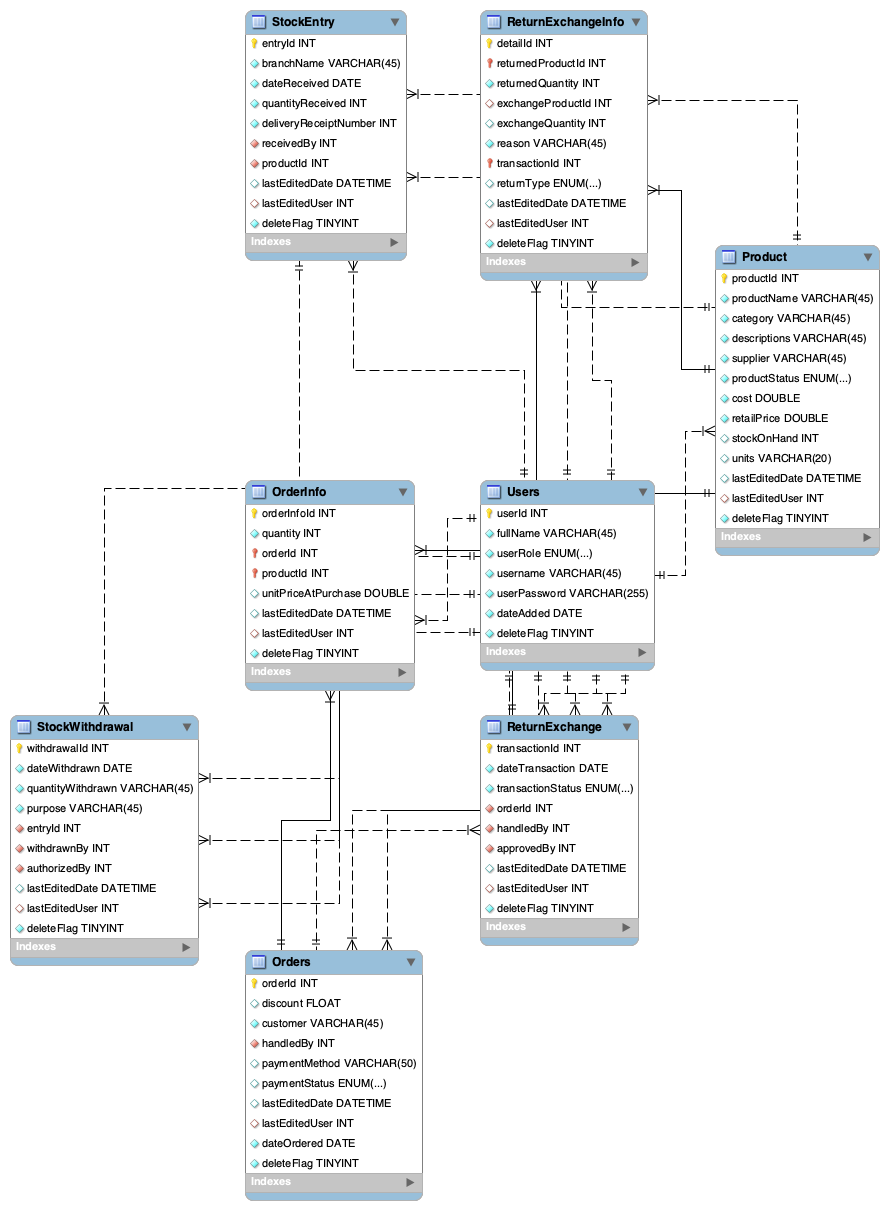 StockEntry
entryId INT
branchName VARCHAR(45)
dateReceived DATE
quantityReceived INT
deliveryReceiptNumber INT
receivedBy INT
productId INT
lastEditedDate DATETIME
lastEditedUser INT
deleteFlag TINYINT
Indexes
ReturnExchangeInfo
detailId INT
returnedProductId INT
returnedQuantity INT
exchangeProductId INT
exchangeQuantity INT
reason VARCHAR(45)
transactionId INT
returnType ENUM(...)
lastEditedDate DATETIME
lastEditedUser INT
deleteFlag TINYINT
Indexes
Product
productId INT
productName VARCHAR(45)
category VARCHAR(45)
descriptions VARCHAR(45)
supplier VARCHAR(45)
productStatus ENUM(...)
cost DOUBLE
retailPrice DOUBLE
stockOnHand INT
units VARCHAR(20)
lastEditedDate DATETIME
lastEditedUser INT
deleteFlag TINYINT
Indexes
OrderInfo
orderInfoId INT
quantity INT
orderId INT
productId INT
unitPriceAtPurchase DOUBLE
lastEditedDate DATETIME
lastEditedUser INT
deleteFlag TINYINT
Indexes
Users
userId INT
fullName VARCHAR(45)
userRole ENUM(...)
username VARCHAR(45)
userPassword VARCHAR(255)
dateAdded DATE
deleteFlag TINYINT
Indexes
StockWithdrawal
withdrawalId INT
dateWithdrawn DATE
quantityWithdrawn VARCHAR(45)
purpose VARCHAR(45)
entryId INT
withdrawnBy INT
authorizedBy INT
lastEditedDate DATETIME
lastEditedUser INT
deleteFlag TINYINT
Indexes
ReturnExchange
transactionId INT
dateTransaction DATE
transactionStatus ENUM(...)
orderId INT
handledBy INT
approvedBy INT
lastEditedDate DATETIME
lastEditedUser INT
deleteFlag TINYINT
Indexes
Orders
orderId INT
discount FLOAT
customer VARCHAR(45)
handledBy INT
paymentMethod VARCHAR(50)
paymentStatus ENUM(...)
lastEditedDate DATETIME
lastEditedUser INT
dateOrdered DATE
deleteFlag TINYINT
Indexes